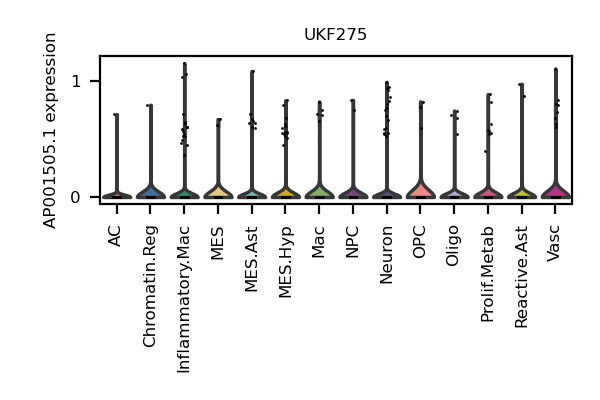 UKF275
AP001505.1 expression
1
0
AC
Chromatin.Reg
Inflammatory.Mac
MES
MES.Ast
MES.Hyp
Mac
NPC
Neuron
OPC
Oligo
Prolif.Metab
Reactive.Ast
Vasc